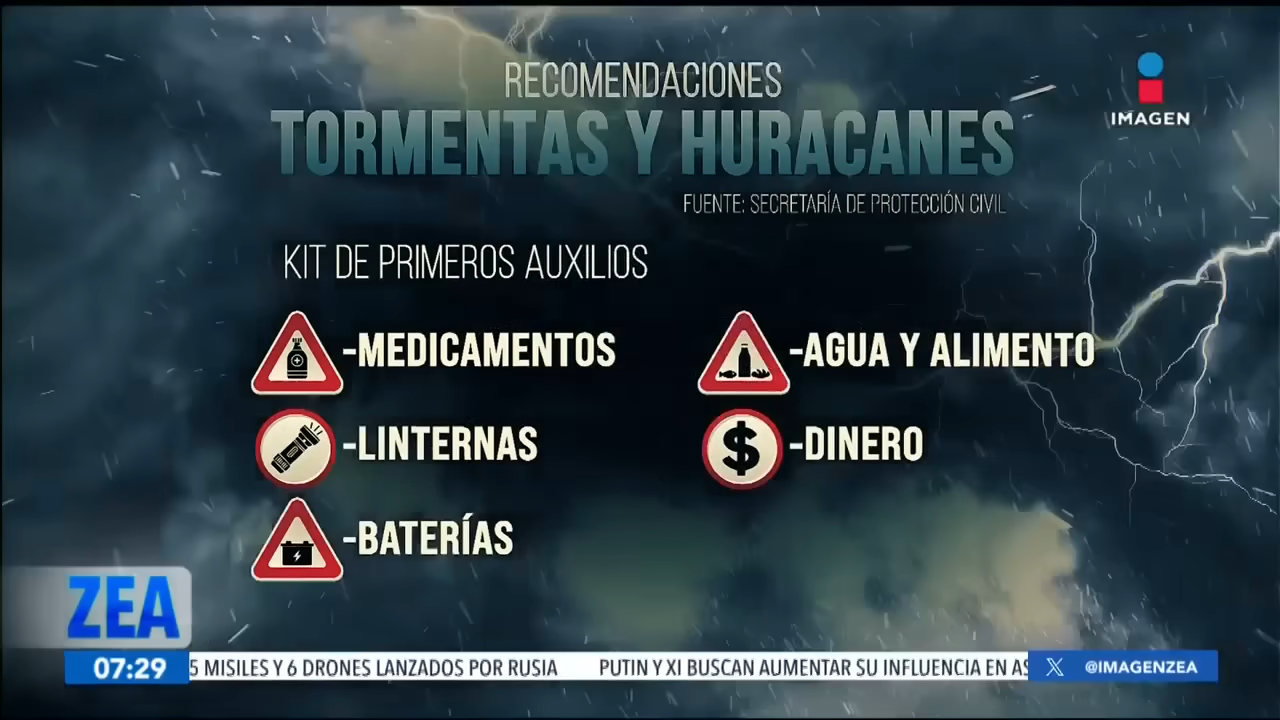 RECOMENDACIONES
TORMENTAS Y HURACANES
FUENTE: SECRETARÍA DE PROTECCIÓN CIVIL
IMAGEN
KIT DE PRIMEROS AUXILIOS
-MEDICAMENTOS
-AGUA Y ALIMENTO
-LINTERNAS
-DINERO
-BATERÍAS
ZEA
07:29
5 MISILES Y 6 DRONES LANZADOS POR RUSIA PUTIN Y XI BUSCAN AUMENTAR SU INFLUENCIA EN AS
@IMAGENZEA